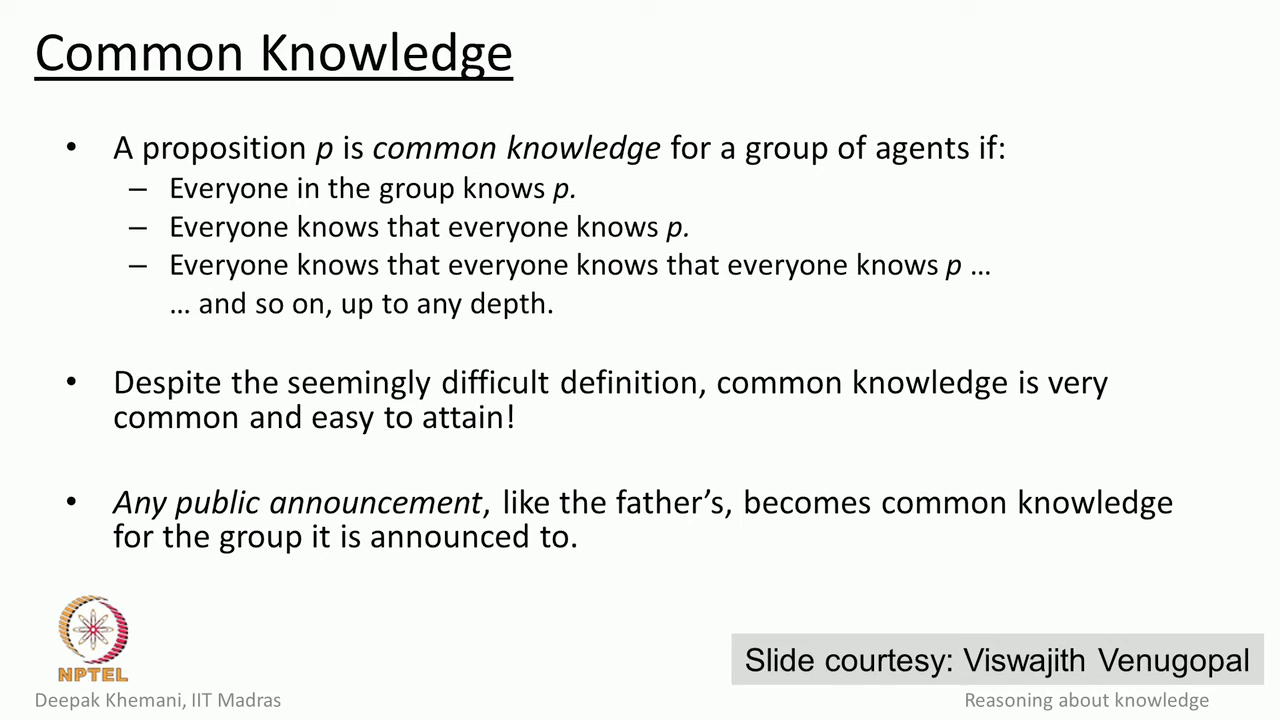 Common Knowledge
• A proposition p is common knowledge for a group of agents if:
– Everyone in the group knows p.
– Everyone knows that everyone knows p.
– Everyone knows that everyone knows that everyone knows p …
… and so on, up to any depth.
• Despite the seemingly difficult definition, common knowledge is very
common and easy to attain!
• Any public announcement, like the father’s, becomes common knowledge
for the group it is announced to.
NPTEL
Slide courtesy: Viswajith Venugopal
Deepak Khemani, IIT Madras
Reasoning about knowledge